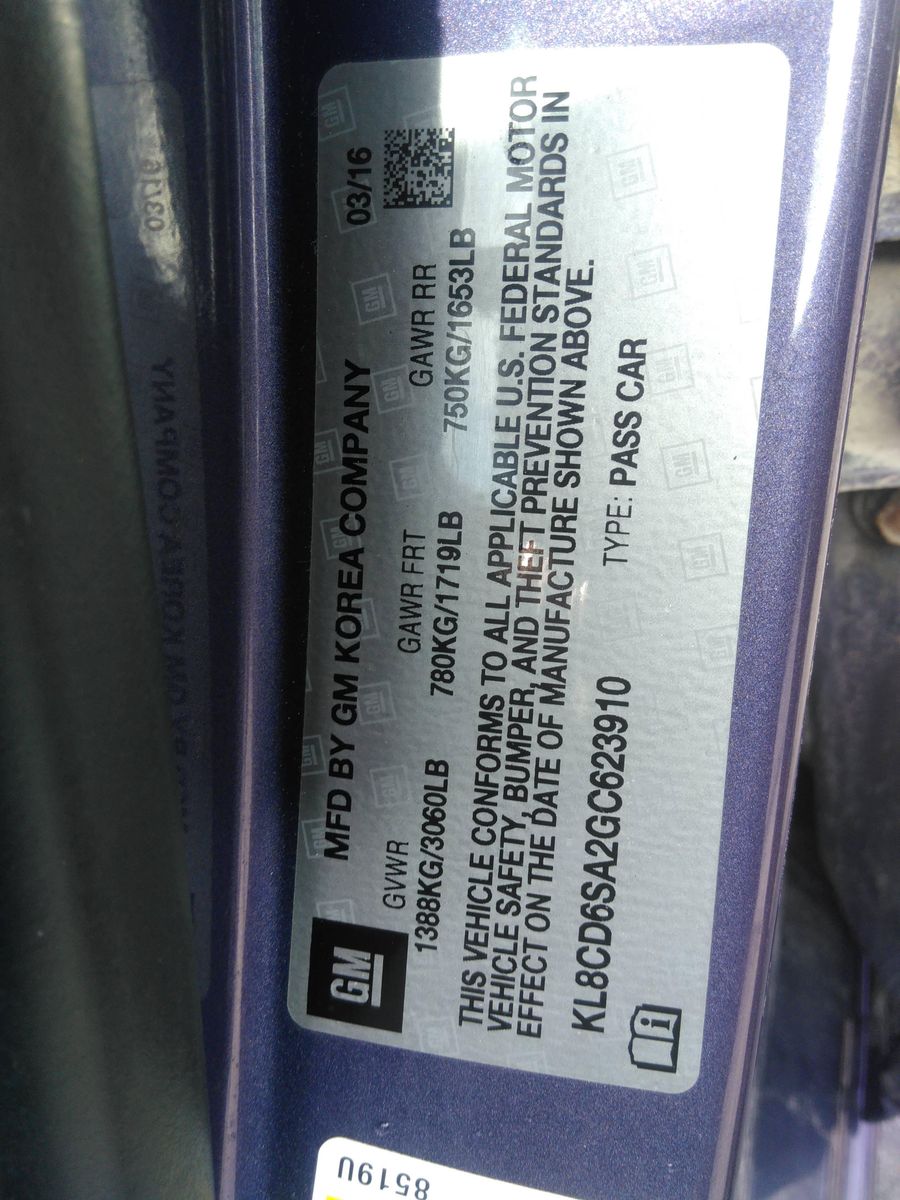 GM
MFD BY GM KOREA COMPANY
03/16
GVWR
GAWR FRT
GAWR RR
1388KG/3060LB
780KG/1719LB
750KG/1653LB
THIS VEHICLE CONFORMS TO ALL APPLICABLE U.S. FEDERAL MOTOR
VEHICLE SAFETY, BUMPER, AND THEFT PREVENTION STANDARDS IN
EFFECT ON THE DATE OF MANUFACTURE SHOWN ABOVE.
KL8CD6SA2GC623910
TYPE: PASS CAR
8519U